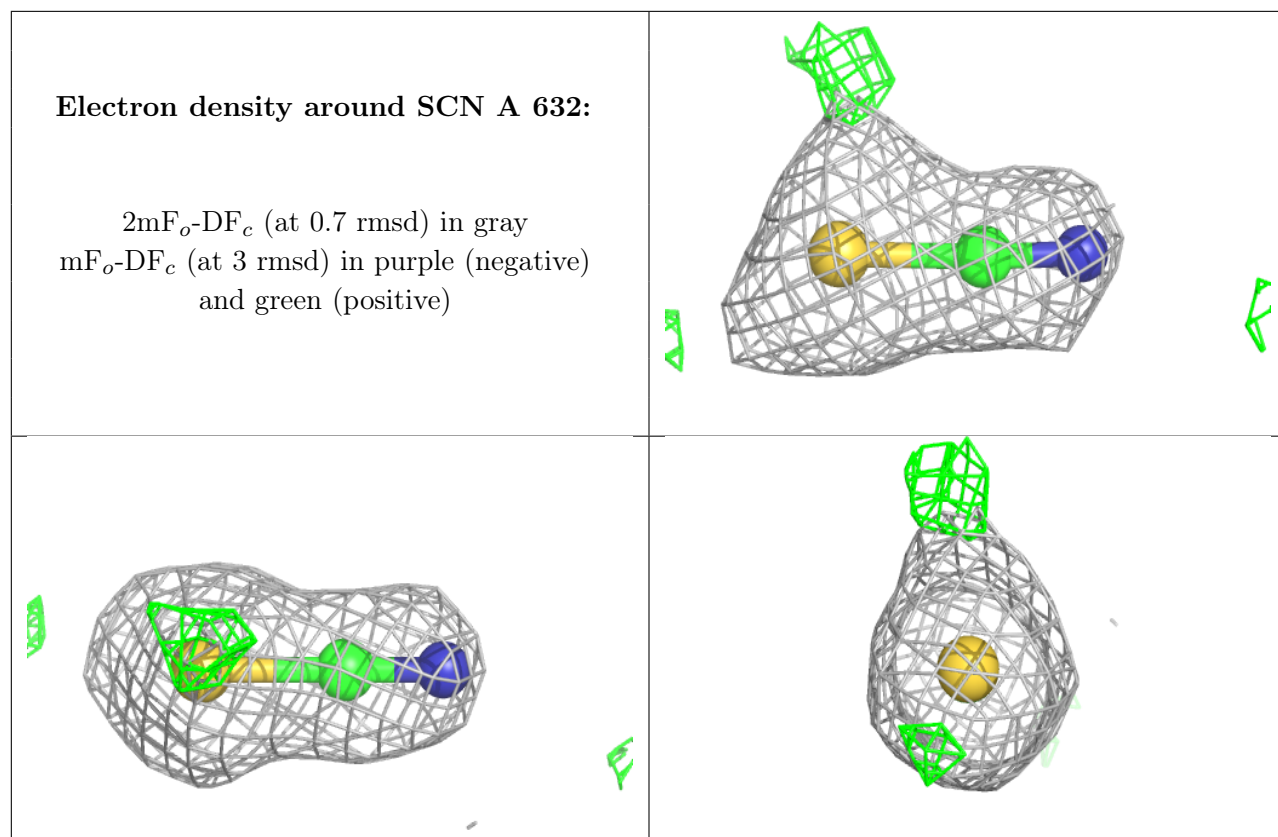 Electron density around SCN A 632:
2mFo-DFc (at 0.7 rmsd) in gray
mFo-DFc (at 3 rmsd) in purple (negative)
and green (positive)